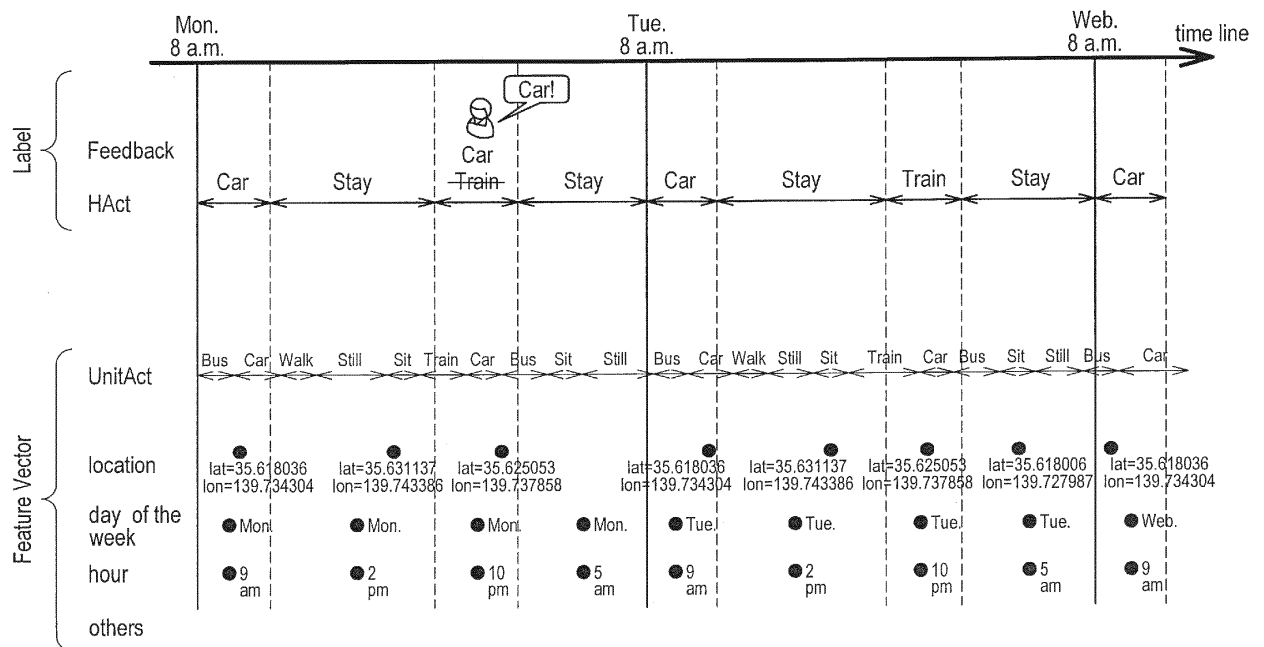 Mon.
8 a.m.
Tue.
8 a.m.
Web.
8 a.m.
time line
Label
Feedback
Car!
Car
HAct
Car
Stay
Train
Stay
Car
Stay
Train
Stay
Car
Feature Vector
UnitAct
Bus Car Walk Still Sit Train Car Bus Sit Still Bus Car Walk Still Sit Train Car Bus Sit Still Bus Car
location
lat=35.618036
lon=139.734304
lat=35.631137
lon=139.743386
lat=35.625053
lon=139.737858
lat=35.618036
lon=139.734304
lat=35.631137
lon=139.743386
lat=35.625053
lon=139.737858
lat=35.618006
lon=139.727987
lat=35.618036
lon=139.734304
day of the
week
Mon. Mon. Mon. Mon. Tue. Tue. Tue. Tue. Web.
hour
9
am
2
pm
10
pm
5
am
9
am
2
pm
10
pm
5
am
9
am
others